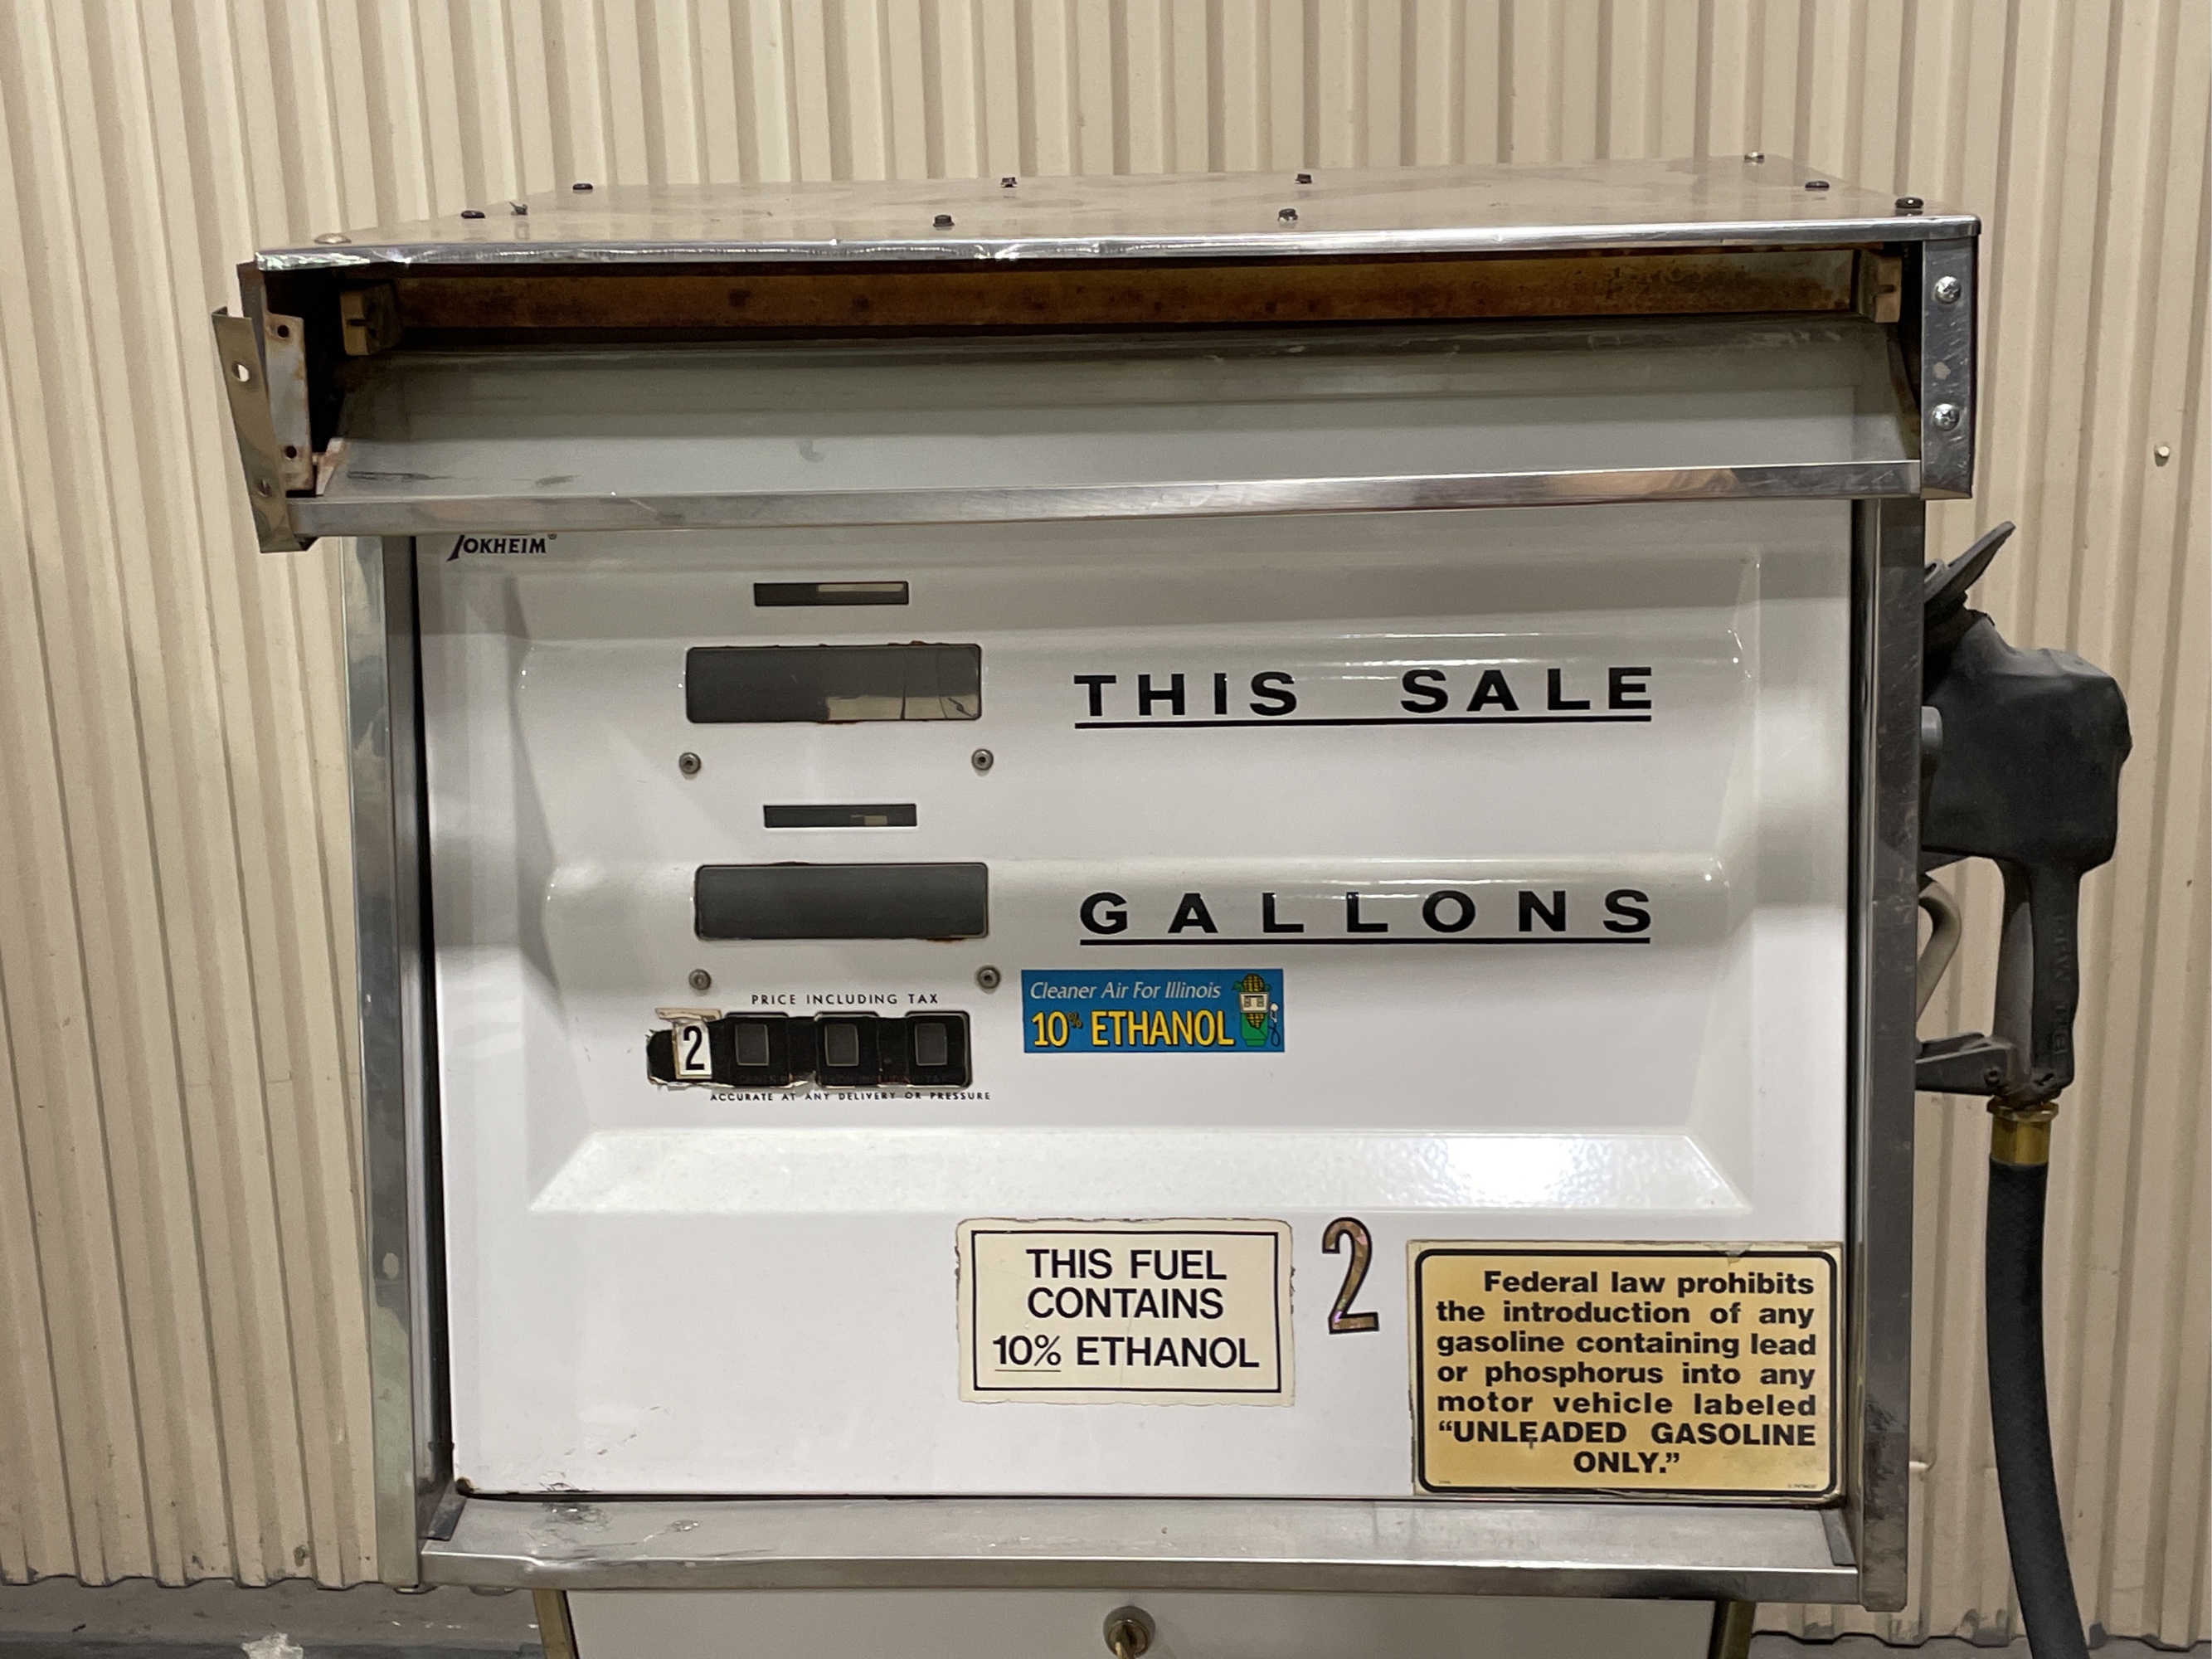 TOKHEIM®
THIS SALE
GALLONS
PRICE INCLUDING TAX
2
ACCURATE AT ANY DELIVERY OR PRESSURE
Cleaner Air For Illinois
10% ETHANOL
THIS FUEL
CONTAINS
10% ETHANOL
2
Federal law prohibits
the introduction of any
gasoline containing lead
or phosphorus into any
motor vehicle labeled
“UNLEADED GASOLINE
ONLY.”